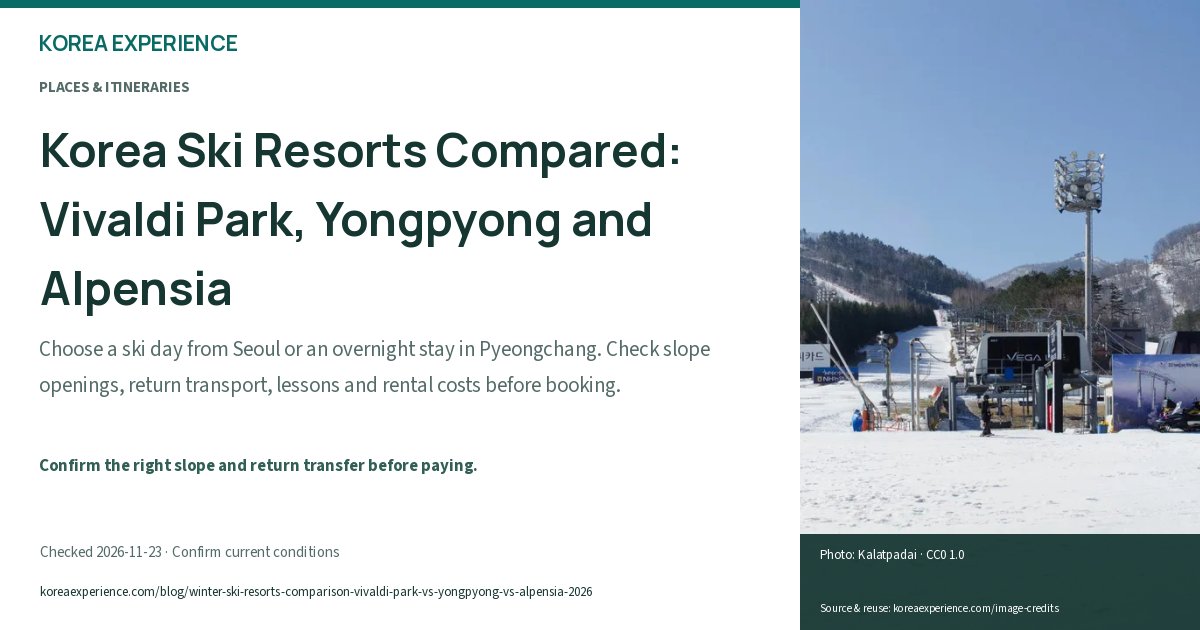 KOREA EXPERIENCE
PLACES & ITINERARIES
Korea Ski Resorts Compared:
Vivaldi Park, Yongpyong and
Alpensia
Choose a ski day from Seoul or an overnight stay in Pyeongchang. Check slope
openings, return transport, lessons and rental costs before booking.
Confirm the right slope and return transfer before paying.
Checked 2026-11-23 · Confirm current conditions
koreaexperience.com/blog/winter-ski-resorts-comparison-vivaldi-park-vs-yongpyong-vs-alpensia-2026
VEGA
Photo: Kalatpadai · CC0 1.0
Source & reuse: koreaexperience.com/image-credits